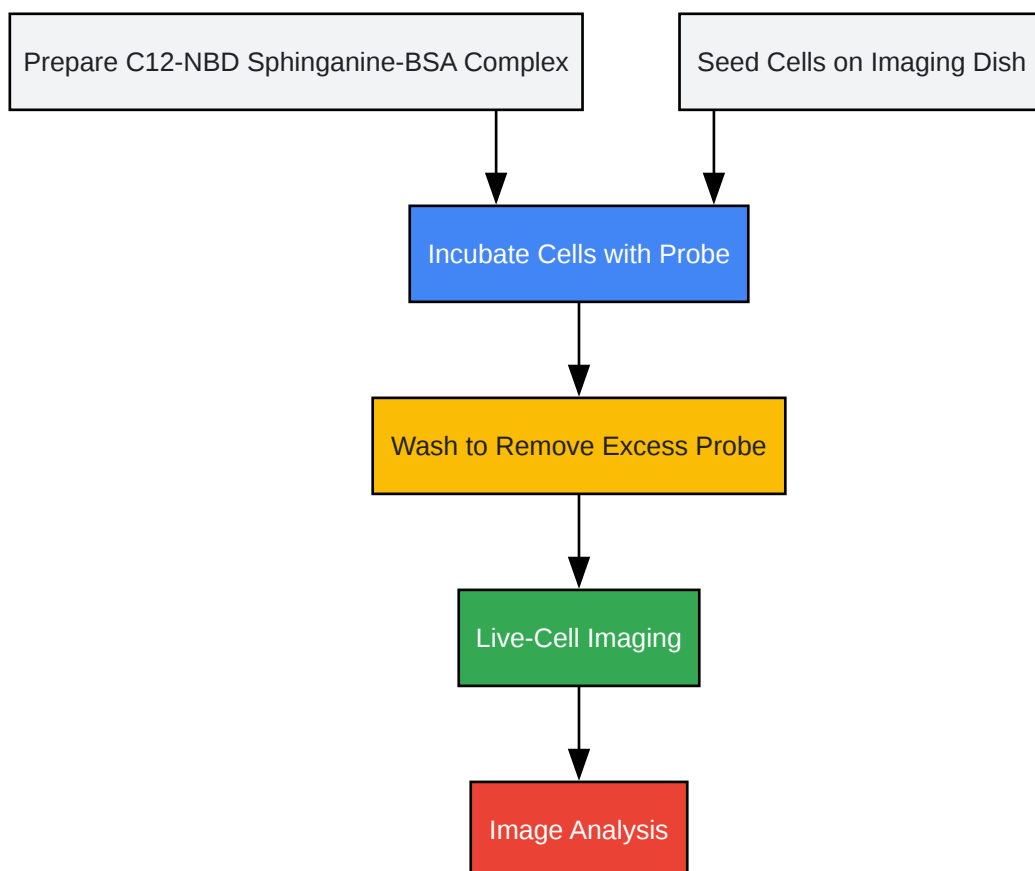 Prepare C12-NBD Sphinganine-BSA Complex
Seed Cells on Imaging Dish
Incubate Cells with Probe
Wash to Remove Excess Probe
Live-Cell Imaging
Image Analysis